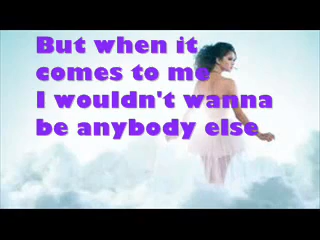 But when it
comes to me
I wouldn't wanna
be anybody else